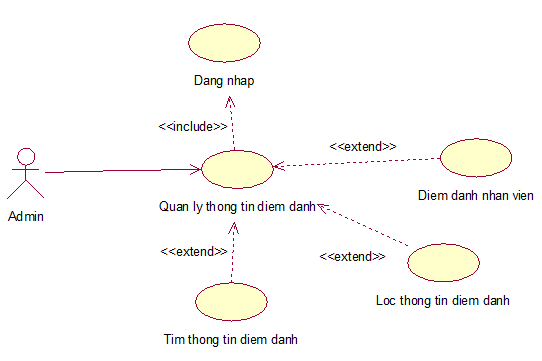 Dang nhap
<<include>>
<<extend>>
Admin
Quan ly thong tin diem danh
Diem danh nhan vien
<<extend>>
<<extend>>
Loc thong tin diem danh
Tim thong tin diem danh